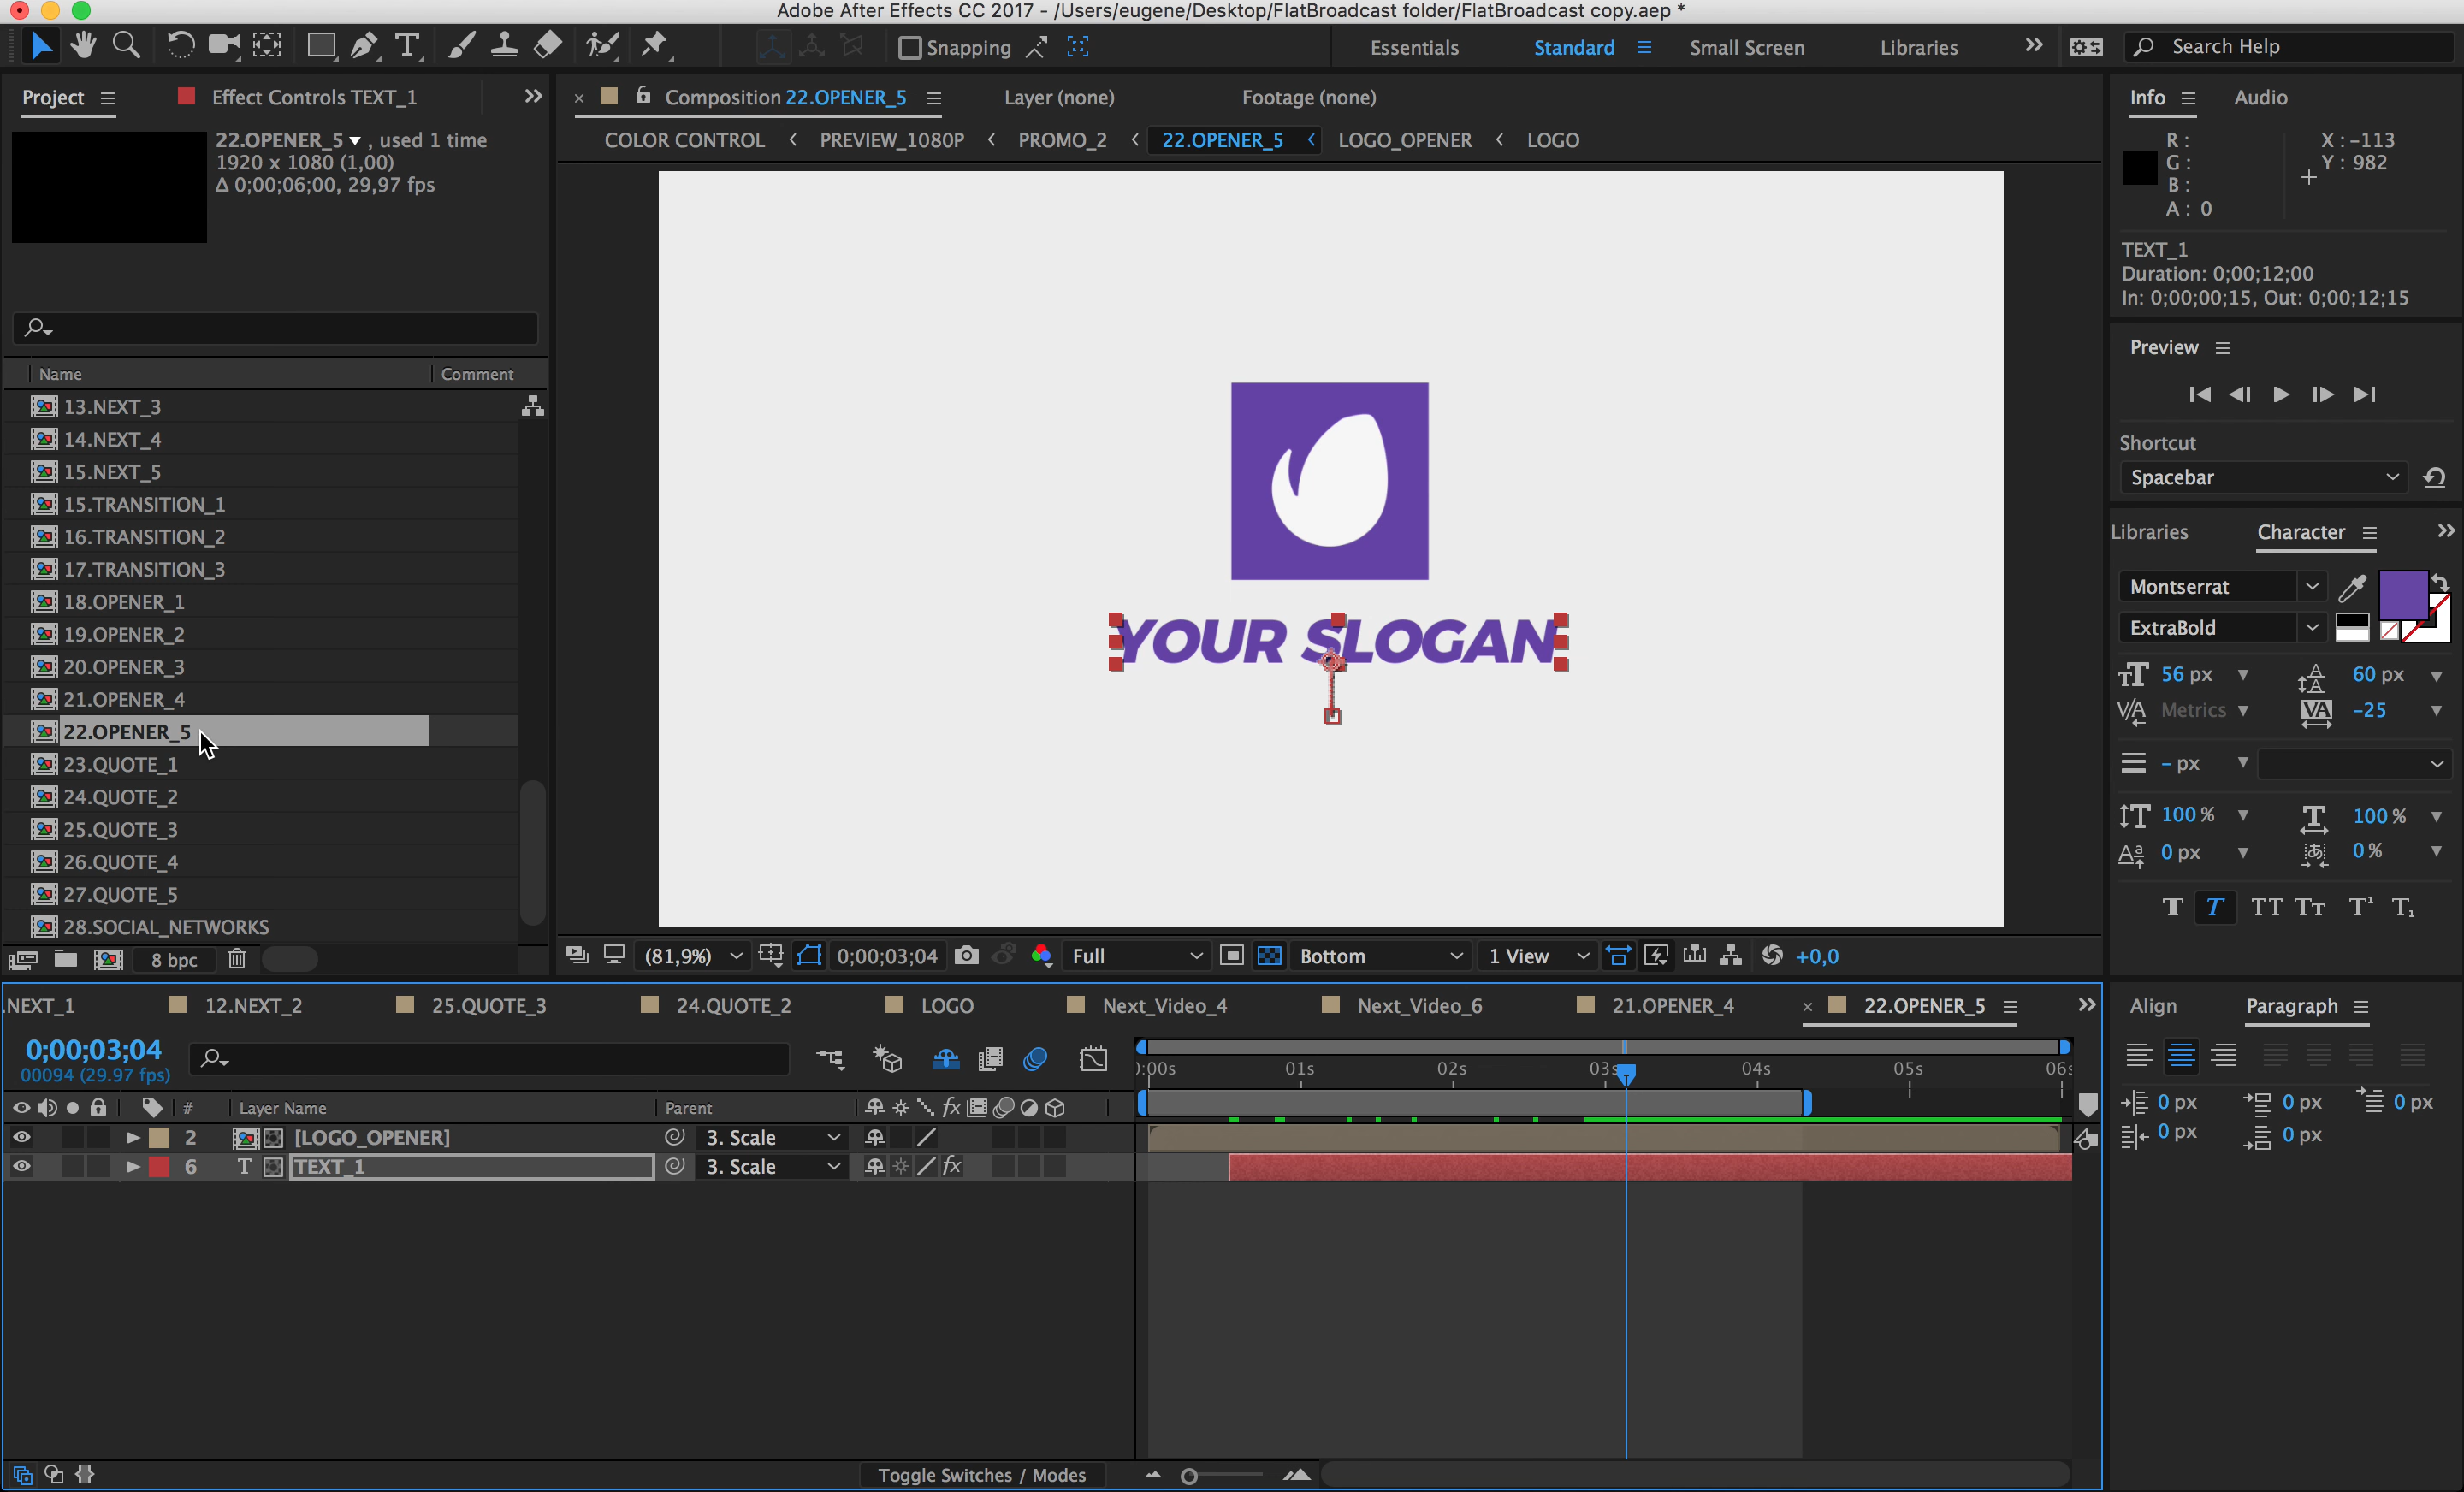 Adobe After Effects CC 2017 - /Users/eugene/Desktop/FlatBroadcast folder/FlatBroadcast copy.aep *
Snapping
Essentials
Standard
Small Screen
Libraries
Search Help
Project
Effect Controls TEXT_1
Composition 22.OPENER_5
Layer (none)
Footage (none)
Info
Audio
22.OPENER_5 , used 1 time
1920 x 1080 (1,00)
Δ 0;00;06;00, 29,97 fps
COLOR CONTROL
PREVIEW_1080P
PROMO_2
22.OPENER_5
LOGO_OPENER
LOGO
R :
G :
B :
A : 0
X : -113
Y : 982
TEXT_1
Duration: 0;00;12;00
In: 0;00;00;15, Out: 0;00;12;15
Preview
Shortcut
Spacebar
Name
Comment
13.NEXT_3
14.NEXT_4
15.NEXT_5
15.TRANSITION_1
16.TRANSITION_2
17.TRANSITION_3
18.OPENER_1
19.OPENER_2
20.OPENER_3
21.OPENER_4
22.OPENER_5
23.QUOTE_1
24.QUOTE_2
25.QUOTE_3
26.QUOTE_4
27.QUOTE_5
28.SOCIAL_NETWORKS
8 bpc
YOUR SLOGAN
(81,9%)
0;00;03;04
Full
Bottom
1 View
+0,0
Libraries
Character
Montserrat
ExtraBold
56 px
60 px
Metrics
-25
- px
100 %
100 %
0 px
0 %
.NEXT_1
12.NEXT_2
25.QUOTE_3
24.QUOTE_2
LOGO
Next_Video_4
Next_Video_6
21.OPENER_4
22.OPENER_5
Align
Paragraph
0 px
0 px
0 px
0 px
0 px
0;00;03;04
00094 (29.97 fps)
):00s
01s
02s
03s
04s
05s
06s
#
Layer Name
Parent
2
[LOGO_OPENER]
3. Scale
6
TEXT_1
3. Scale
Toggle Switches / Modes